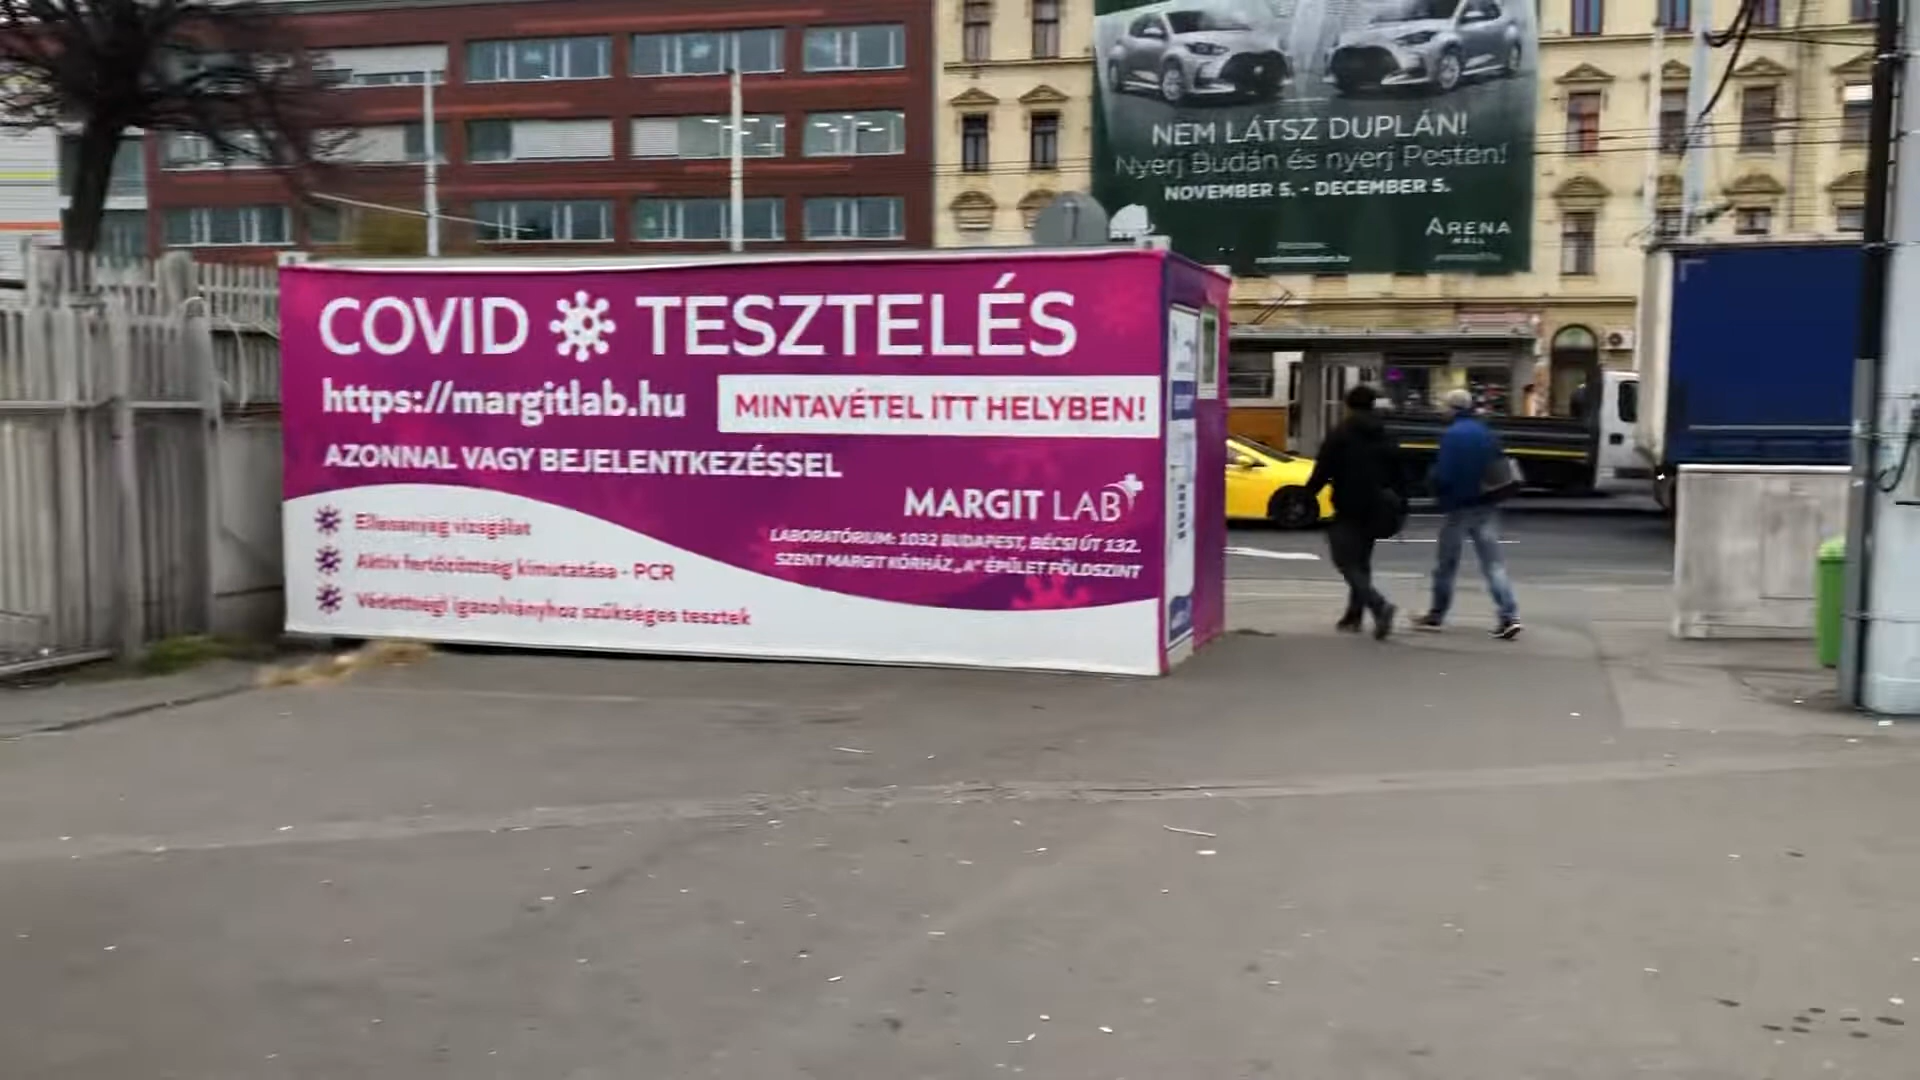 NEM LÁTSZ DUPLÁN!
Nyerj Budán és nyerj Pesten!
NOVEMBER 5. - DECEMBER 5.
ARENA
MALL
COVID TESZTELÉS
https://margitlab.hu
MINTAVÉTEL ITT HELYBEN!
AZONNAL VAGY BEJELENTKEZÉSSEL
MARGIT LAB
LABORATÓRIUM: 1032 BUDAPEST, BÉCSI ÚT 132.
SZENT MARGIT KÓRHÁZ „A" ÉPÜLET FÖLDSZINT
Ellenanyag vizsgálat
Aktív fertőzöttség kimutatása - PCR
Védettségi igazolványhoz szükséges tesztek